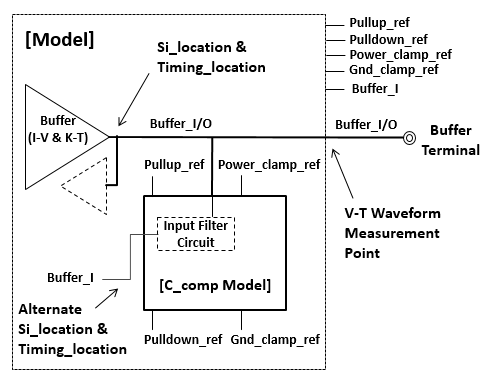 [Model]
Si_location &
Timing_location
Pullup_ref
Pulldown_ref
Power_clamp_ref
Gnd_clamp_ref
Buffer_I
Buffer
(I-V & K-T)
Buffer_I/O
Buffer_I/O
Buffer
Terminal
Pullup_ref
Power_clamp_ref
V-T Waveform
Measurement
Point
Input Filter
Circuit
Buffer_I
[C_comp Model]
Alternate
Si_location &
Timing_location
Pulldown_ref
Gnd_clamp_ref